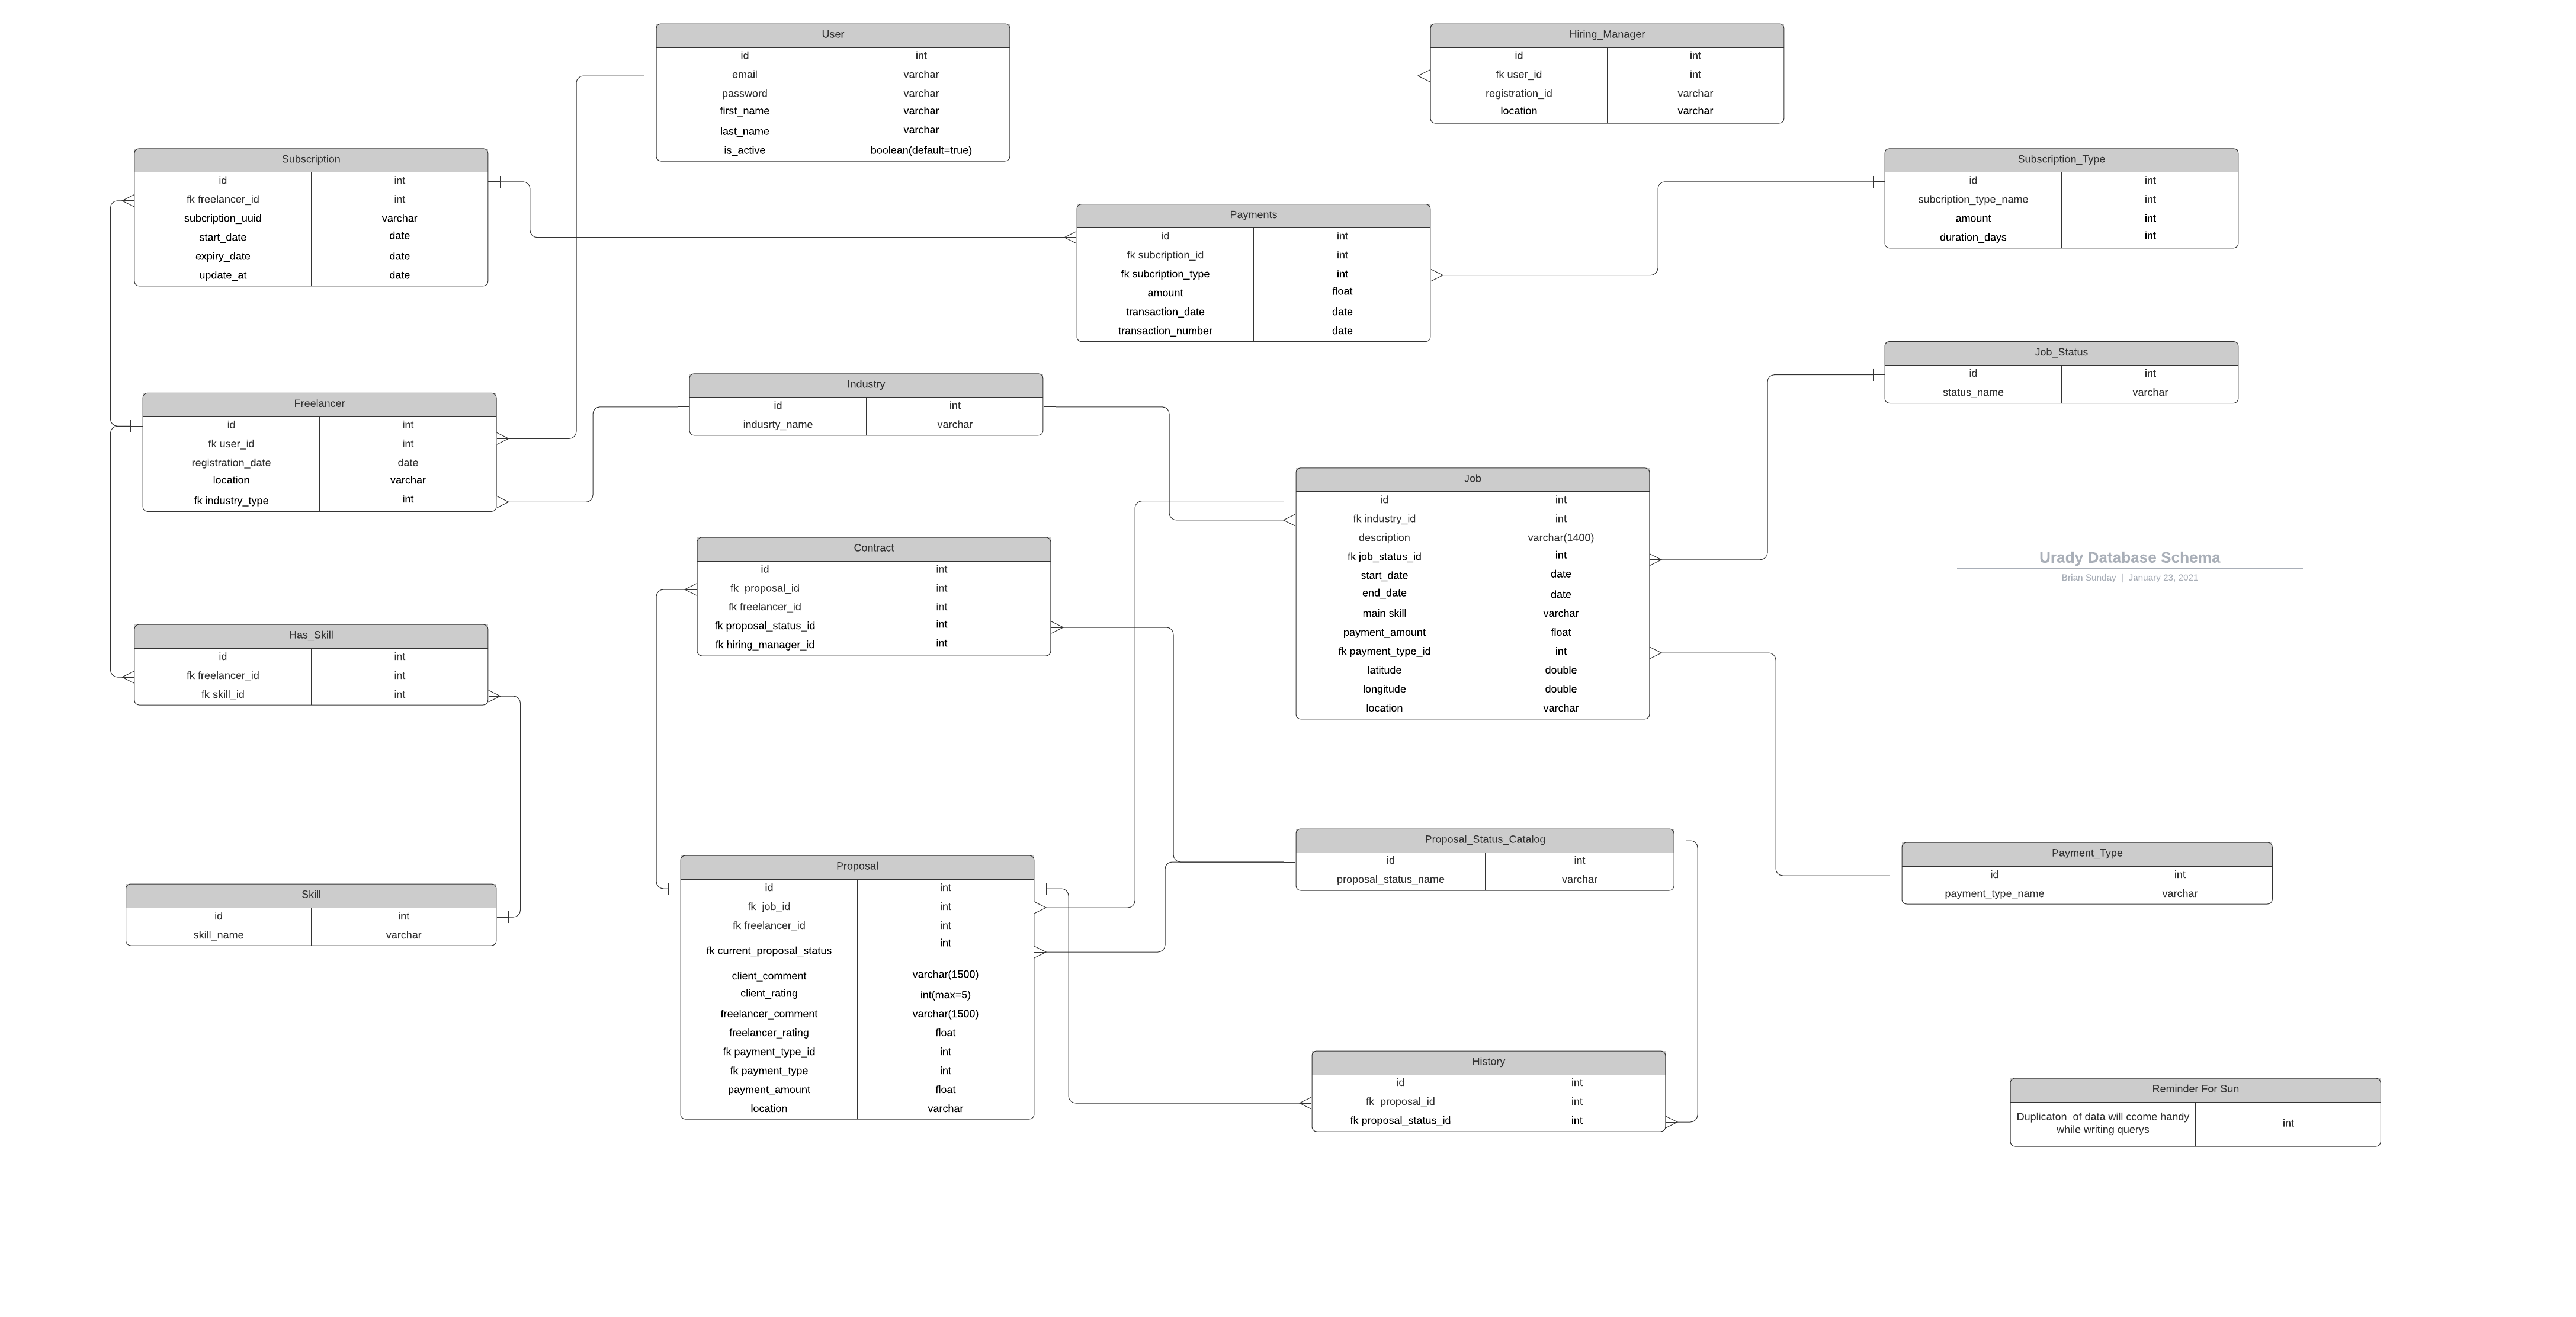 User
id int
email varchar
password varchar
first_name varchar
last_name varchar
is_active boolean(default=true)
Hiring_Manager
id int
fk user_id int
registration_id varchar
location varchar
Subscription
id int
fk freelancer_id int
subcription_uuid varchar
start_date date
expiry_date date
update_at date
Subscription_Type
id int
subcription_type_name int
amount int
duration_days int
Payments
id int
fk subcription_id int
fk subcription_type int
amount float
transaction_date date
transaction_number date
Job_Status
id int
status_name varchar
Industry
id int
indusrty_name varchar
Freelancer
id int
fk user_id int
registration_date date
location varchar
fk industry_type int
Job
id int
fk industry_id int
description varchar(1400)
fk job_status_id int
start_date date
end_date date
main skill varchar
payment_amount float
fk payment_type_id int
latitude double
longitude double
location varchar
Contract
id int
fk proposal_id int
fk freelancer_id int
fk proposal_status_id int
fk hiring_manager_id int
Urady Database Schema
Brian Sunday | January 23, 2021
Has_Skill
id int
fk freelancer_id int
fk skill_id int
Proposal_Status_Catalog
id int
proposal_status_name varchar
Payment_Type
id int
payment_type_name varchar
Proposal
id int
fk job_id int
fk freelancer_id int
fk current_proposal_status int
client_comment varchar(1500)
client_rating int(max=5)
freelancer_comment varchar(1500)
freelancer_rating float
fk payment_type_id int
fk payment_type int
payment_amount float
location varchar
Skill
id int
skill_name varchar
History
id int
fk proposal_id int
fk proposal_status_id int
Reminder For Sun
Duplicaton of data will ccome handy
while writing querys
int